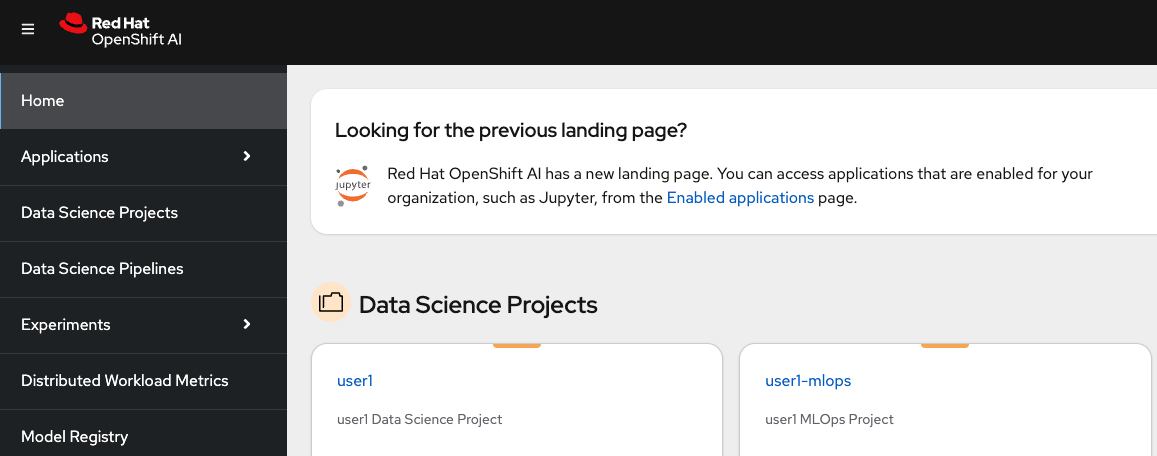 Red Hat
OpenShift AI
Home
Applications
Data Science Projects
Data Science Pipelines
Experiments
Distributed Workload Metrics
Model Registry
Looking for the previous landing page?
jupyter
Red Hat OpenShift AI has a new landing page. You can access applications that are enabled for your
organization, such as Jupyter, from the Enabled applications page.
Data Science Projects
user1
user1 Data Science Project
user1-mlops
user1 MLOps Project